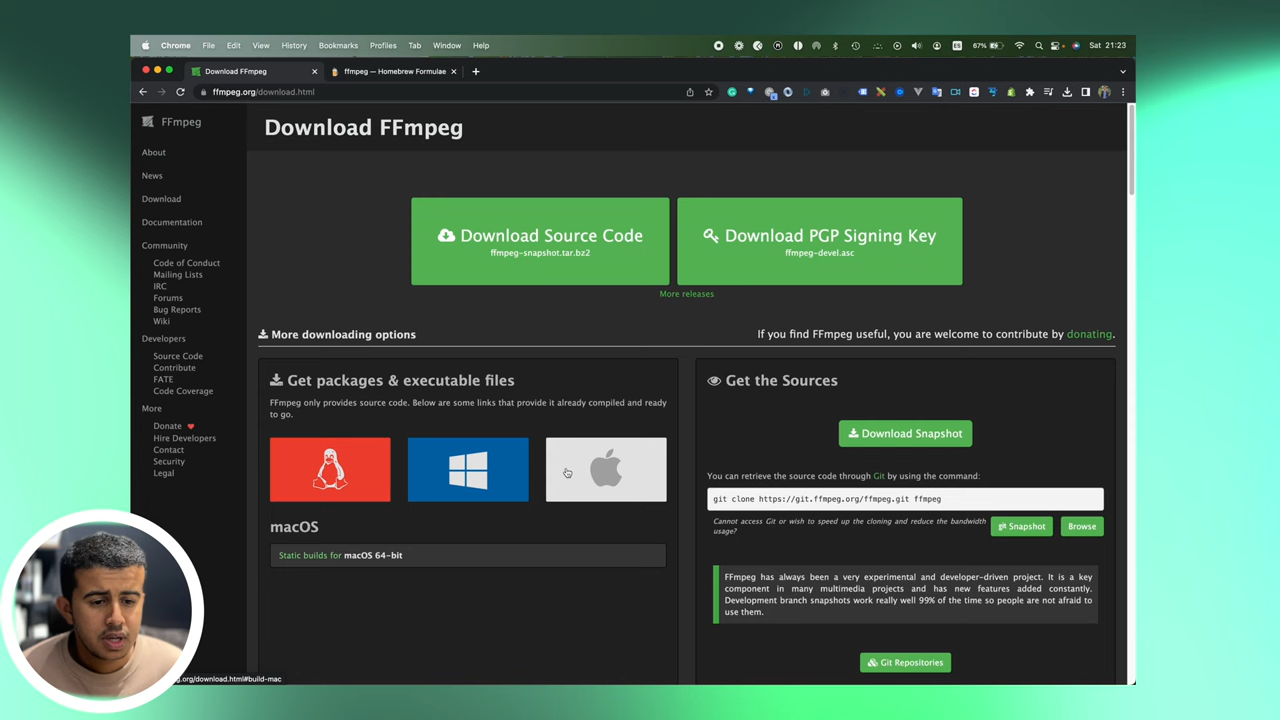 Chrome File Edit View History Bookmarks Profiles Tab Window Help
ES 67% Sat 21:23
Download FFmpeg
ffmpeg — Homebrew Formulae
ffmpeg.org/download.html
FFmpeg
About
News
Download
Documentation
Community
Code of Conduct
Mailing Lists
IRC
Forums
Bug Reports
Wiki
Developers
Source Code
Contribute
FATE
Code Coverage
More
Donate
Hire Developers
Contact
Security
Legal
Download FFmpeg
Download Source Code
ffmpeg-snapshot.tar.bz2
Download PGP Signing Key
ffmpeg-devel.asc
More releases
More downloading options
If you find FFmpeg useful, you are welcome to contribute by donating.
Get packages & executable files
FFmpeg only provides source code. Below are some links that provide it already compiled and ready
to go.
macOS
Static builds for macOS 64-bit
Get the Sources
Download Snapshot
You can retrieve the source code through Git by using the command:
git clone https://git.ffmpeg.org/ffmpeg.git ffmpeg
Cannot access Git or wish to speed up the cloning and reduce the bandwidth
usage?
git Snapshot
Browse
FFmpeg has always been a very experimental and developer-driven project. It is a key
component in many multimedia projects and has new features added constantly.
Development branch snapshots work really well 99% of the time so people are not afraid to
use them.
Git Repositories
g.org/download.html#build-mac